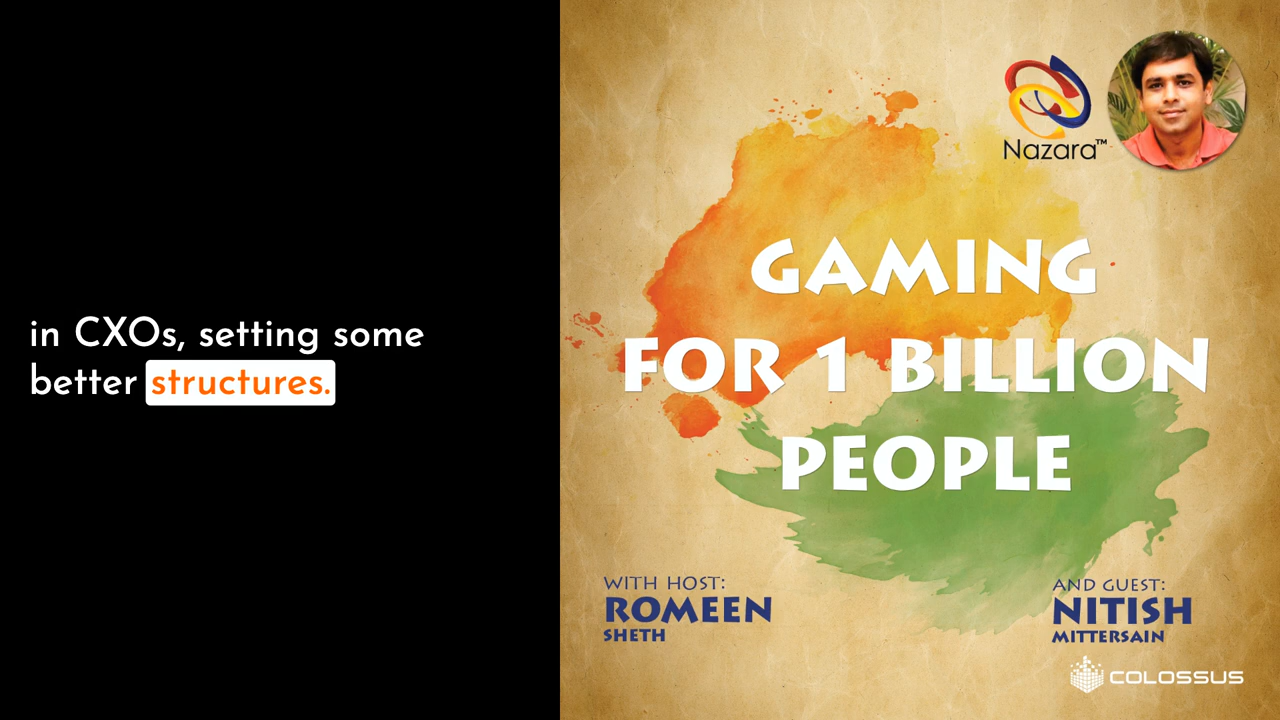 in CXOs, setting some
better structures.
Nazara™
GAMING
FOR 1 BILLION
PEOPLE
WITH HOST:
ROMEEN
SHETH
AND GUEST:
NITISH
MITTERSAIN
COLOSSUS